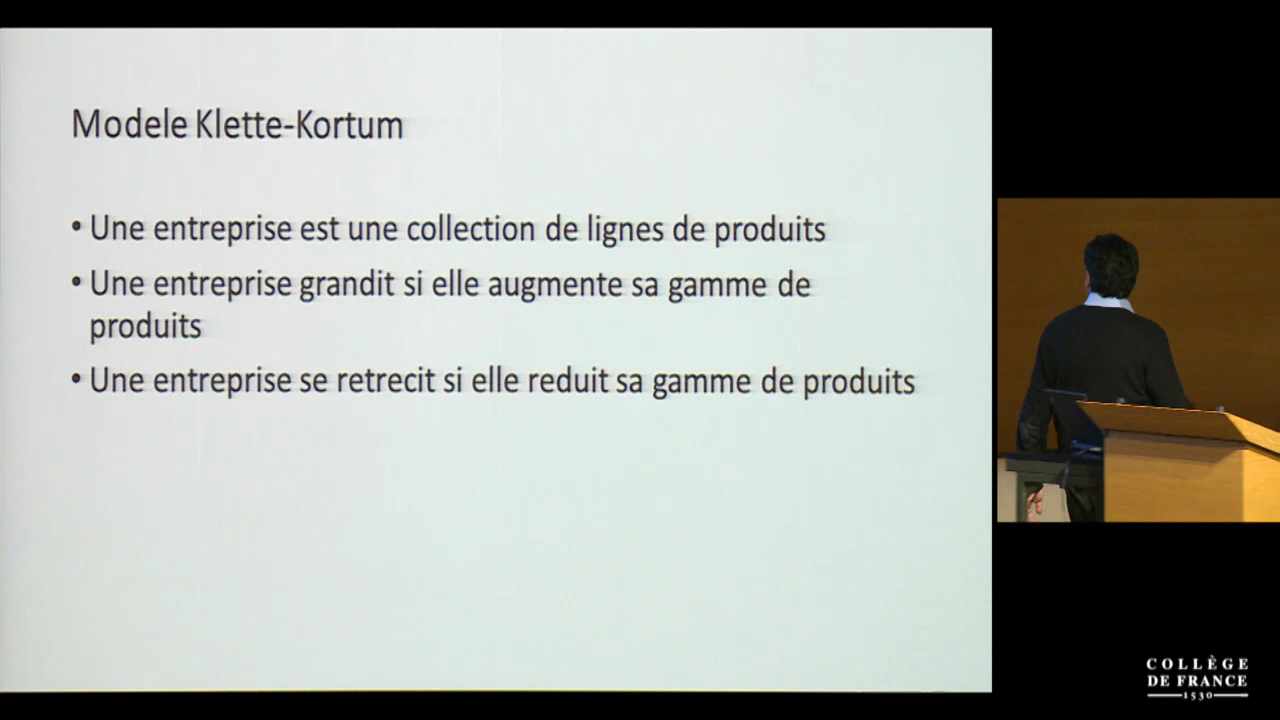 Modele Klette-Kortum
• Une entreprise est une collection de lignes de produits
• Une entreprise grandit si elle augmente sa gamme de
produits
• Une entreprise se retrecit si elle reduit sa gamme de produits
COLLÈGE
DE FRANCE
1530